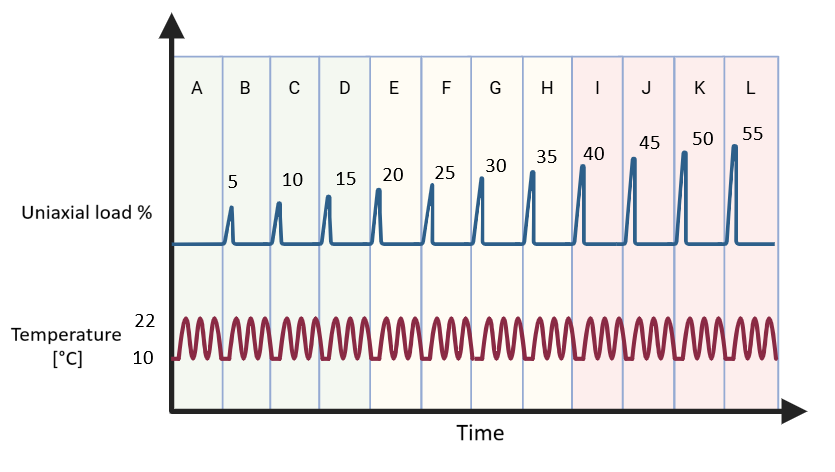 A B C D E F G H I J K L
5 10 15 20 25 30 35 40 45 50 55
Uniaxial load %
22
Temperature
[°C]
10
Time